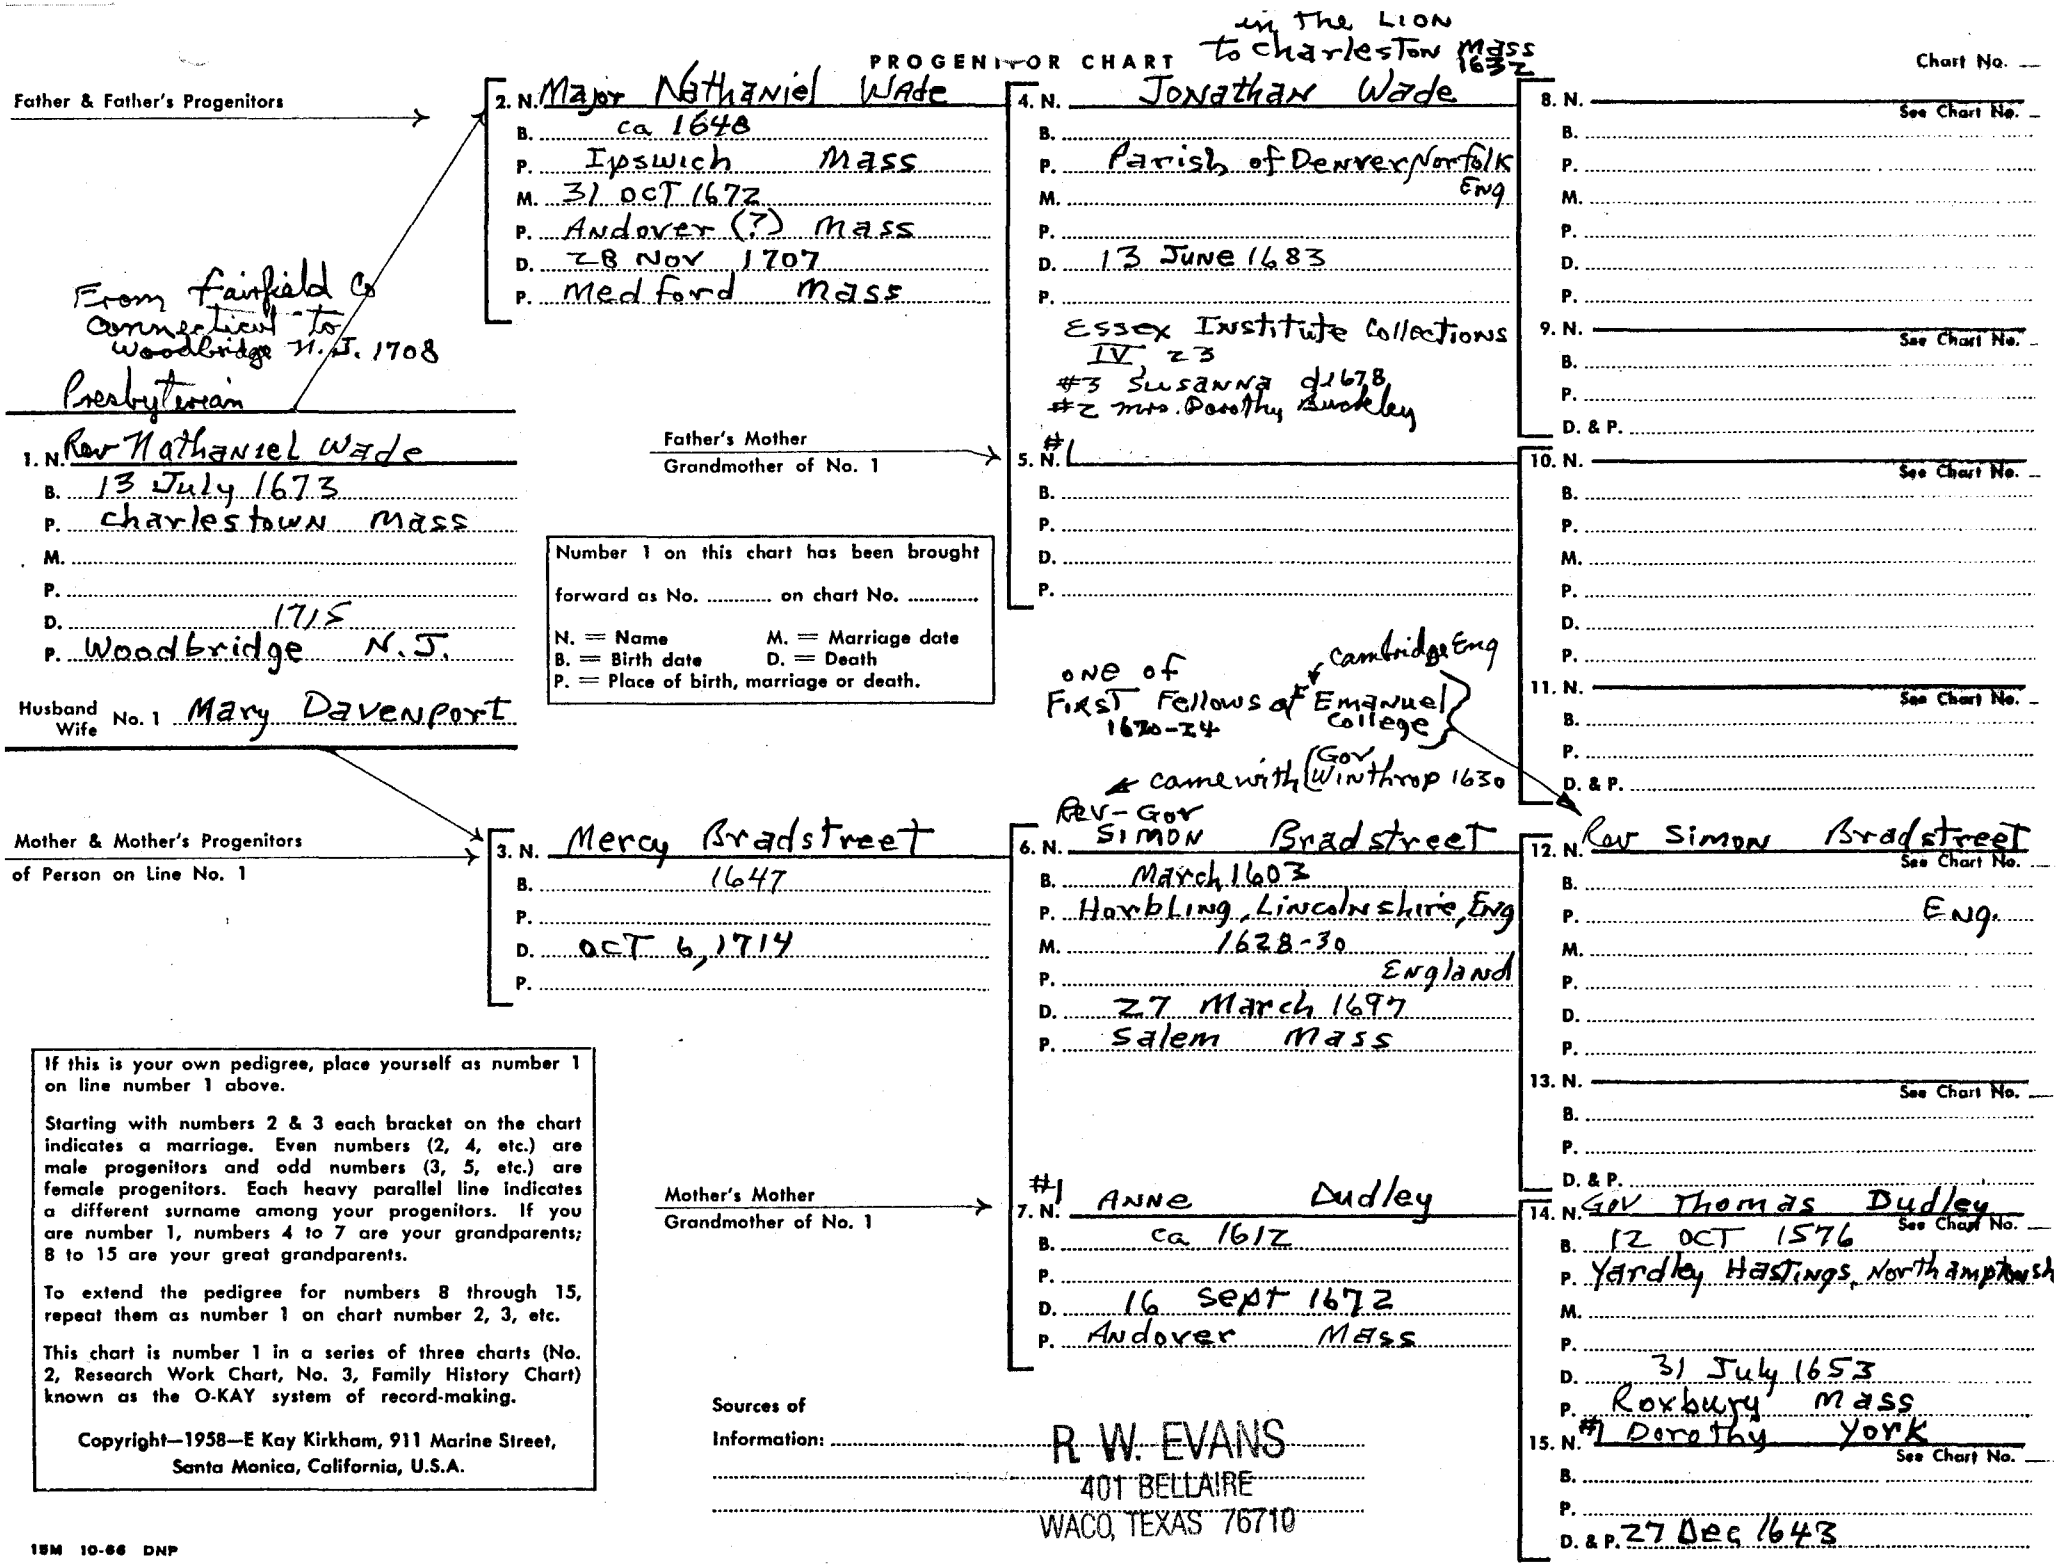 in the LION
to Charleston Mass
1632
PROGENITOR CHART
Chart No.
Father & Father's Progenitors
2. N. Major Nathaniel Wade
B. ca 1648
P. Ipswich Mass
M. 31 Oct 1672
P. Andover (?) Mass
D. 28 Nov 1707
P. Medford Mass
From Fairfield Co
Connecticut to
Woodbridge N.J. 1708
Presbyterian
1. N. Rev Nathaniel Wade
B. 13 July 1673
P. Charlestown Mass
M.
P.
D. 1715
P. Woodbridge N.J.
Husband
Wife No. 1 Mary Davenport
4. N. Jonathan Wade
B.
P. Parish of Denver, Norfolk
Eng
M.
P.
D. 13 June 1683
P.
Essex Institute Collections
IV, 23
#3 Susanna d 1678
#2 Mrs. Dorothy Buckley
Father's Mother
Grandmother of No. 1
#1
5. N.
B.
P.
D.
P.
Number 1 on this chart has been brought
forward as No. ........... on chart No. .............
N. = Name M. = Marriage date
B. = Birth date D. = Death
P. = Place of birth, marriage or death.
8. N.
See Chart No.
B.
P.
M.
P.
D.
P.
9. N.
See Chart No.
B.
P.
D. & P.
10. N.
See Chart No.
B.
P.
M.
P.
D.
P.
11. N.
See Chart No.
B.
P.
D. & P.
one of
First Fellows of Emanuel
College
1620-24
Cambridge Eng
came with Gov
Winthrop 1630
Mother & Mother's Progenitors
of Person on Line No. 1
3. N. Mercy Bradstreet
B. 1647
P.
D. Oct 6, 1714
P.
Rev-Gov
6. N. Simon Bradstreet
B. March 1603
P. Horbling, Lincolnshire, Eng
M. 1628-30
P. England
D. 27 March 1697
P. Salem Mass
12. N. Rev Simon Bradstreet
See Chart No.
B.
P. Eng.
M.
P.
D.
P.
13. N.
See Chart No.
B.
P.
D. & P.
Mother's Mother
Grandmother of No. 1
#1
7. N. Anne Dudley
B. ca 1612
P.
D. 16 Sept 1672
P. Andover Mass
14. N. Gov Thomas Dudley
See Chart No.
B. 12 Oct 1576
P. Yardley Hastings, Northamptonsh
M.
P.
D. 31 July 1653
P. Roxbury Mass
15. N. #1 Dorothy York
See Chart No.
B.
P.
D. & P. 27 Dec 1643
If this is your own pedigree, place yourself as number 1
on line number 1 above.
Starting with numbers 2 & 3 each bracket on the chart
indicates a marriage. Even numbers (2, 4, etc.) are
male progenitors and odd numbers (3, 5, etc.) are
female progenitors. Each heavy parallel line indicates
a different surname among your progenitors. If you
are number 1, numbers 4 to 7 are your grandparents;
8 to 15 are your great grandparents.
To extend the pedigree for numbers 8 through 15,
repeat them as number 1 on chart number 2, 3, etc.
This chart is number 1 in a series of three charts (No.
2, Research Work Chart, No. 3, Family History Chart)
known as the O-KAY system of record-making.
Copyright—1958—E Kay Kirkham, 911 Marine Street,
Santa Monica, California, U.S.A.
Sources of
Information:
R. W. EVANS
401 BELLAIRE
WACO, TEXAS 76710
15M 10-66 DNP